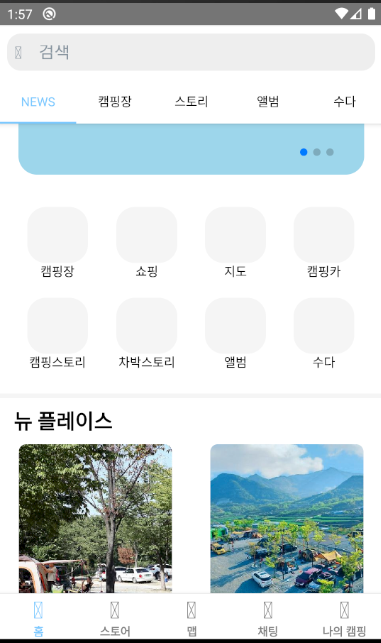 1:57
검색
NEWS 캠핑장 스토리 앨범 수다
캠핑장 쇼핑 지도 캠핑카
캠핑스토리 차박스토리 앨범 수다
뉴 플레이스
홈 스토어 맵 채팅 나의 캠핑